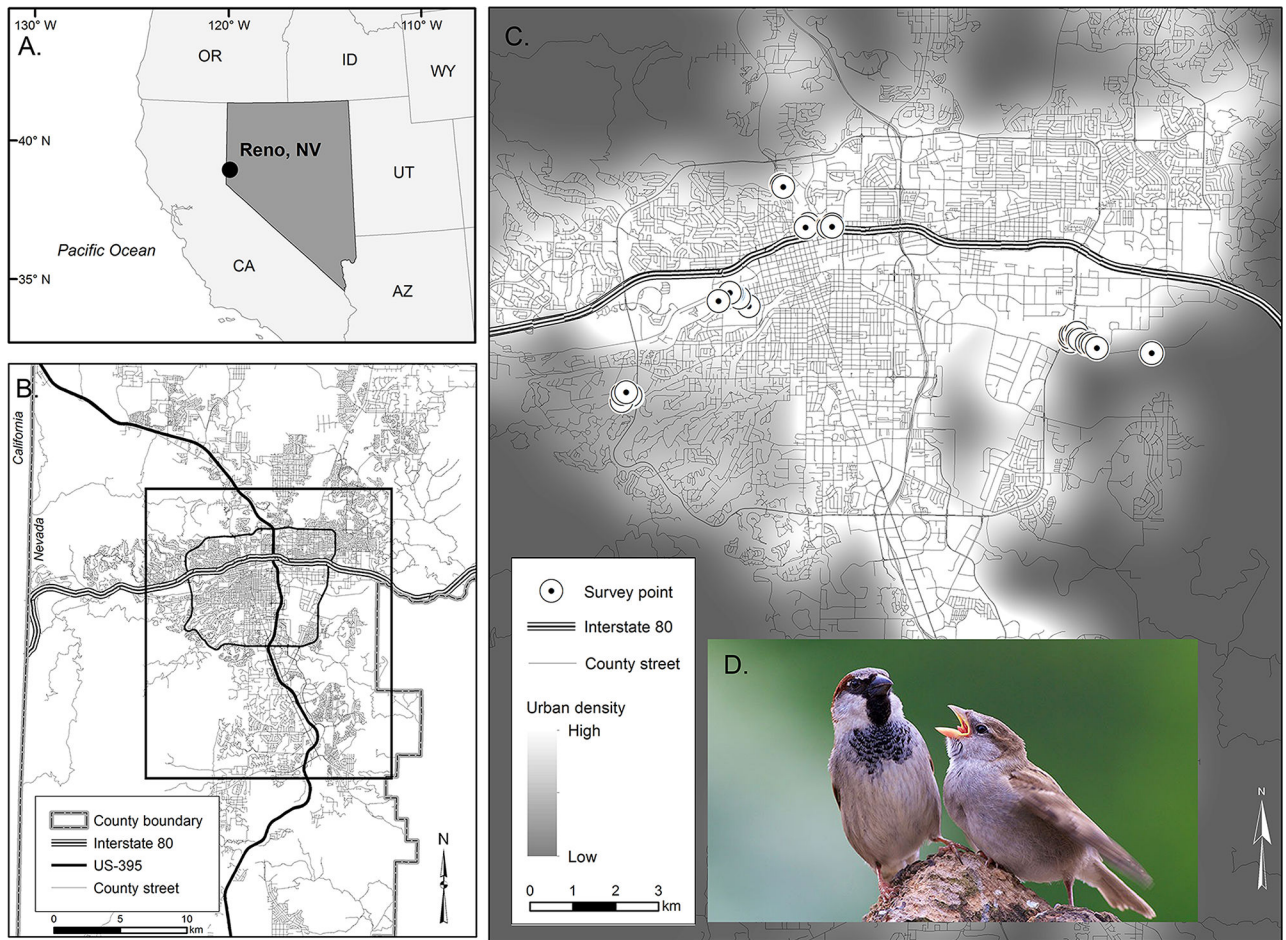 130° W
120° W
110° W
A.
OR
ID
WY
40° N
Reno, NV
UT
Pacific Ocean
CA
35° N
AZ
B.
California
Nevada
County boundary
Interstate 80
US-395
County street
N
0 5 10
km
C.
Survey point
Interstate 80
County street
Urban density
High
Low
0 1 2 3
km
D.
N